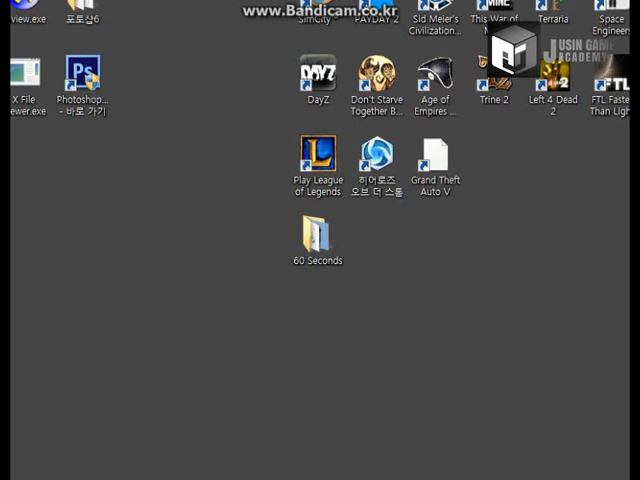 www.Bandicam.co.kr
view.exe
포토샵6
SimCity
PAYDAY 2
Sid Meier's
Civilization...
This War of
Terraria
Space
Engineers
JUSIN GAME
ACADEMY
X File
ewer.exe
Photoshop...
- 바로 가기
DayZ
Don't Starve
Together B...
Age of
Empires ...
Trine 2
Left 4 Dead
2
FTL Faster
Than Ligh
Play League
of Legends
히어로즈
오브 더 스톰
Grand Theft
Auto V
60 Seconds